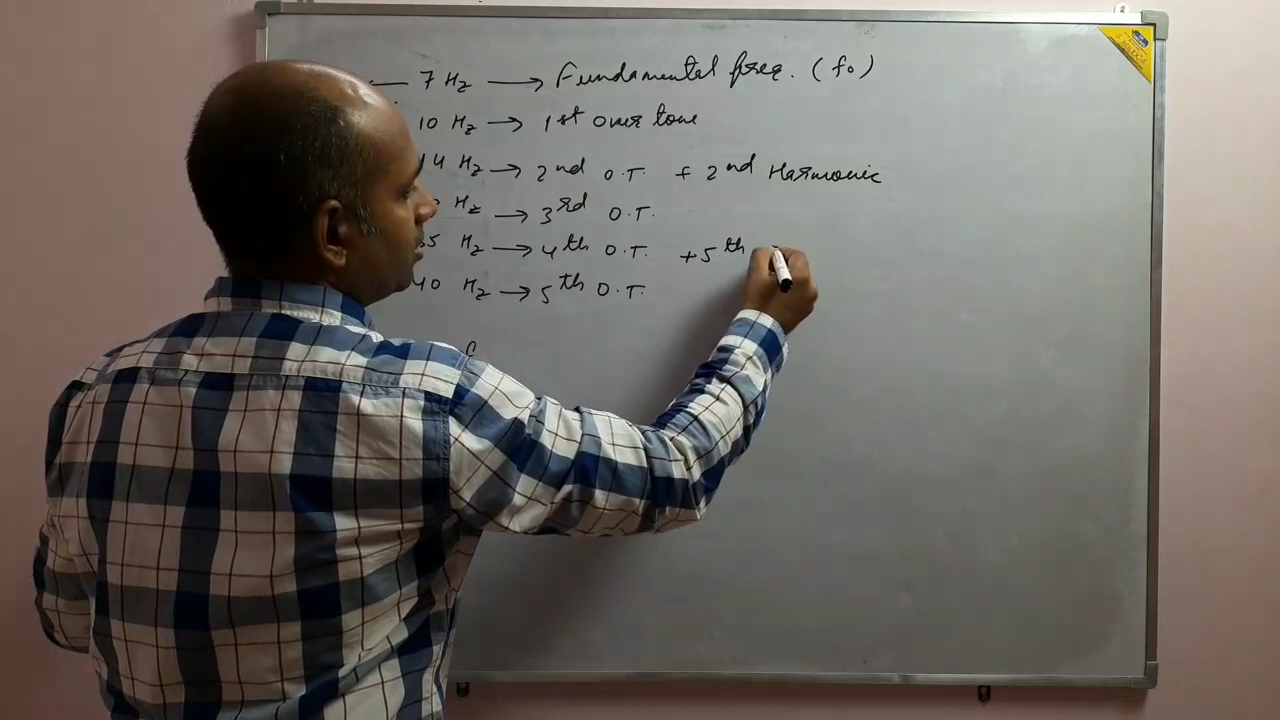 7 Hz → Fundamental freq. (f0)
10 Hz → 1st over tone
14 Hz → 2nd O.T. + 2nd Harmonic
Hz → 3rd O.T.
5 Hz → 4th O.T. +5th
40 Hz → 5th O.T.